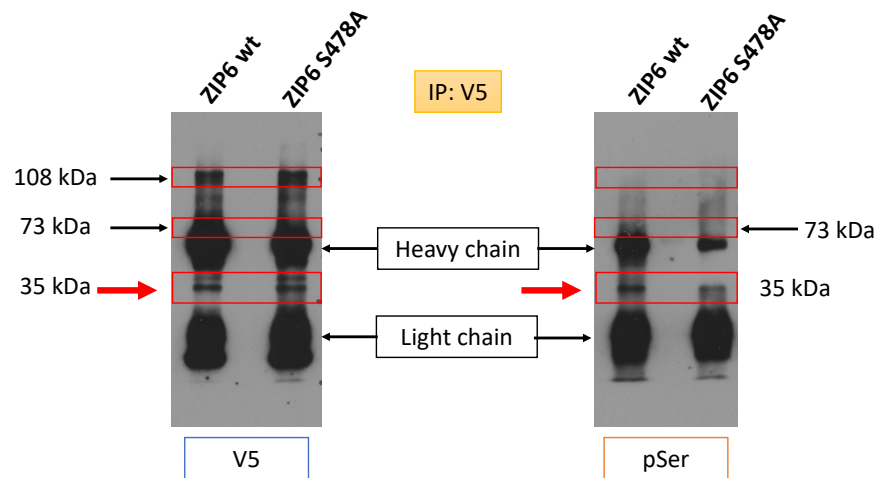 ZIP6 wt
ZIP6 S478A
IP: V5
ZIP6 wt
ZIP6 S478A
108 kDa
73 kDa
73 kDa
Heavy chain
35 kDa
35 kDa
Light chain
V5
pSer